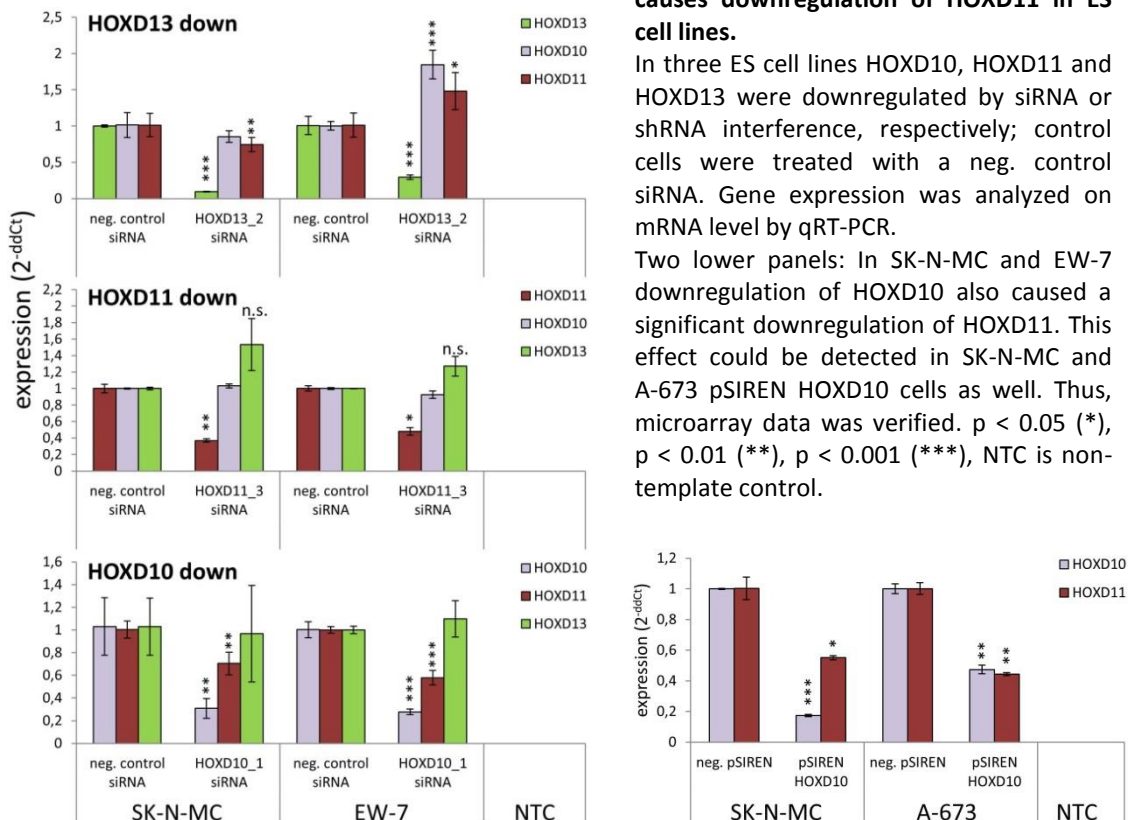 causes downregulation of HOXD11 in ES
cell lines.
In three ES cell lines HOXD10, HOXD11 and
HOXD13 were downregulated by siRNA or
shRNA interference, respectively; control
cells were treated with a neg. control
siRNA. Gene expression was analyzed on
mRNA level by qRT-PCR.
Two lower panels: In SK-N-MC and EW-7
downregulation of HOXD10 also caused a
significant downregulation of HOXD11. This
effect could be detected in SK-N-MC and
A-673 pSIREN HOXD10 cells as well. Thus,
microarray data was verified. p < 0.05 (*),
p < 0.01 (**), p < 0.001 (***), NTC is non-
template control.
expression (2^-ddCt)
HOXD13 down
HOXD13
HOXD10
HOXD11
2,5
2
1,5
1
0,5
0
***
**
***
***
*
neg. control siRNA
HOXD13_2 siRNA
neg. control siRNA
HOXD13_2 siRNA
HOXD11 down
HOXD11
HOXD10
HOXD13
2,2
2
1,8
1,6
1,4
1,2
1
0,8
0,6
0,4
0,2
0
**
n.s.
*
n.s.
neg. control siRNA
HOXD11_3 siRNA
neg. control siRNA
HOXD11_3 siRNA
HOXD10 down
HOXD10
HOXD11
HOXD13
1,6
1,4
1,2
1
0,8
0,6
0,4
0,2
0
**
**
***
***
neg. control siRNA
HOXD10_1 siRNA
neg. control siRNA
HOXD10_1 siRNA
SK-N-MC
EW-7
NTC
expression (2^-ddCt)
HOXD10
HOXD11
1,2
1
0,8
0,6
0,4
0,2
0
***
*
**
**
neg. pSIREN
pSIREN HOXD10
neg. pSIREN
pSIREN HOXD10
SK-N-MC
A-673
NTC